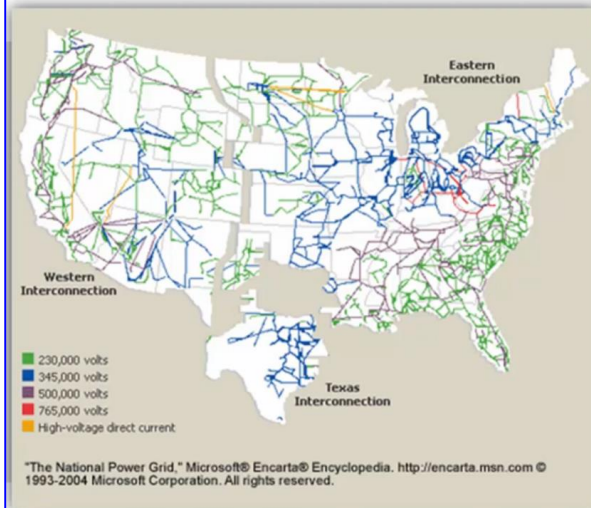 Eastern
Interconnection
Western
Interconnection
Texas
Interconnection
230,000 volts
345,000 volts
500,000 volts
765,000 volts
High-voltage direct current
"The National Power Grid," Microsoft® Encarta® Encyclopedia. http://encarta.msn.com ©
1993-2004 Microsoft Corporation. All rights reserved.